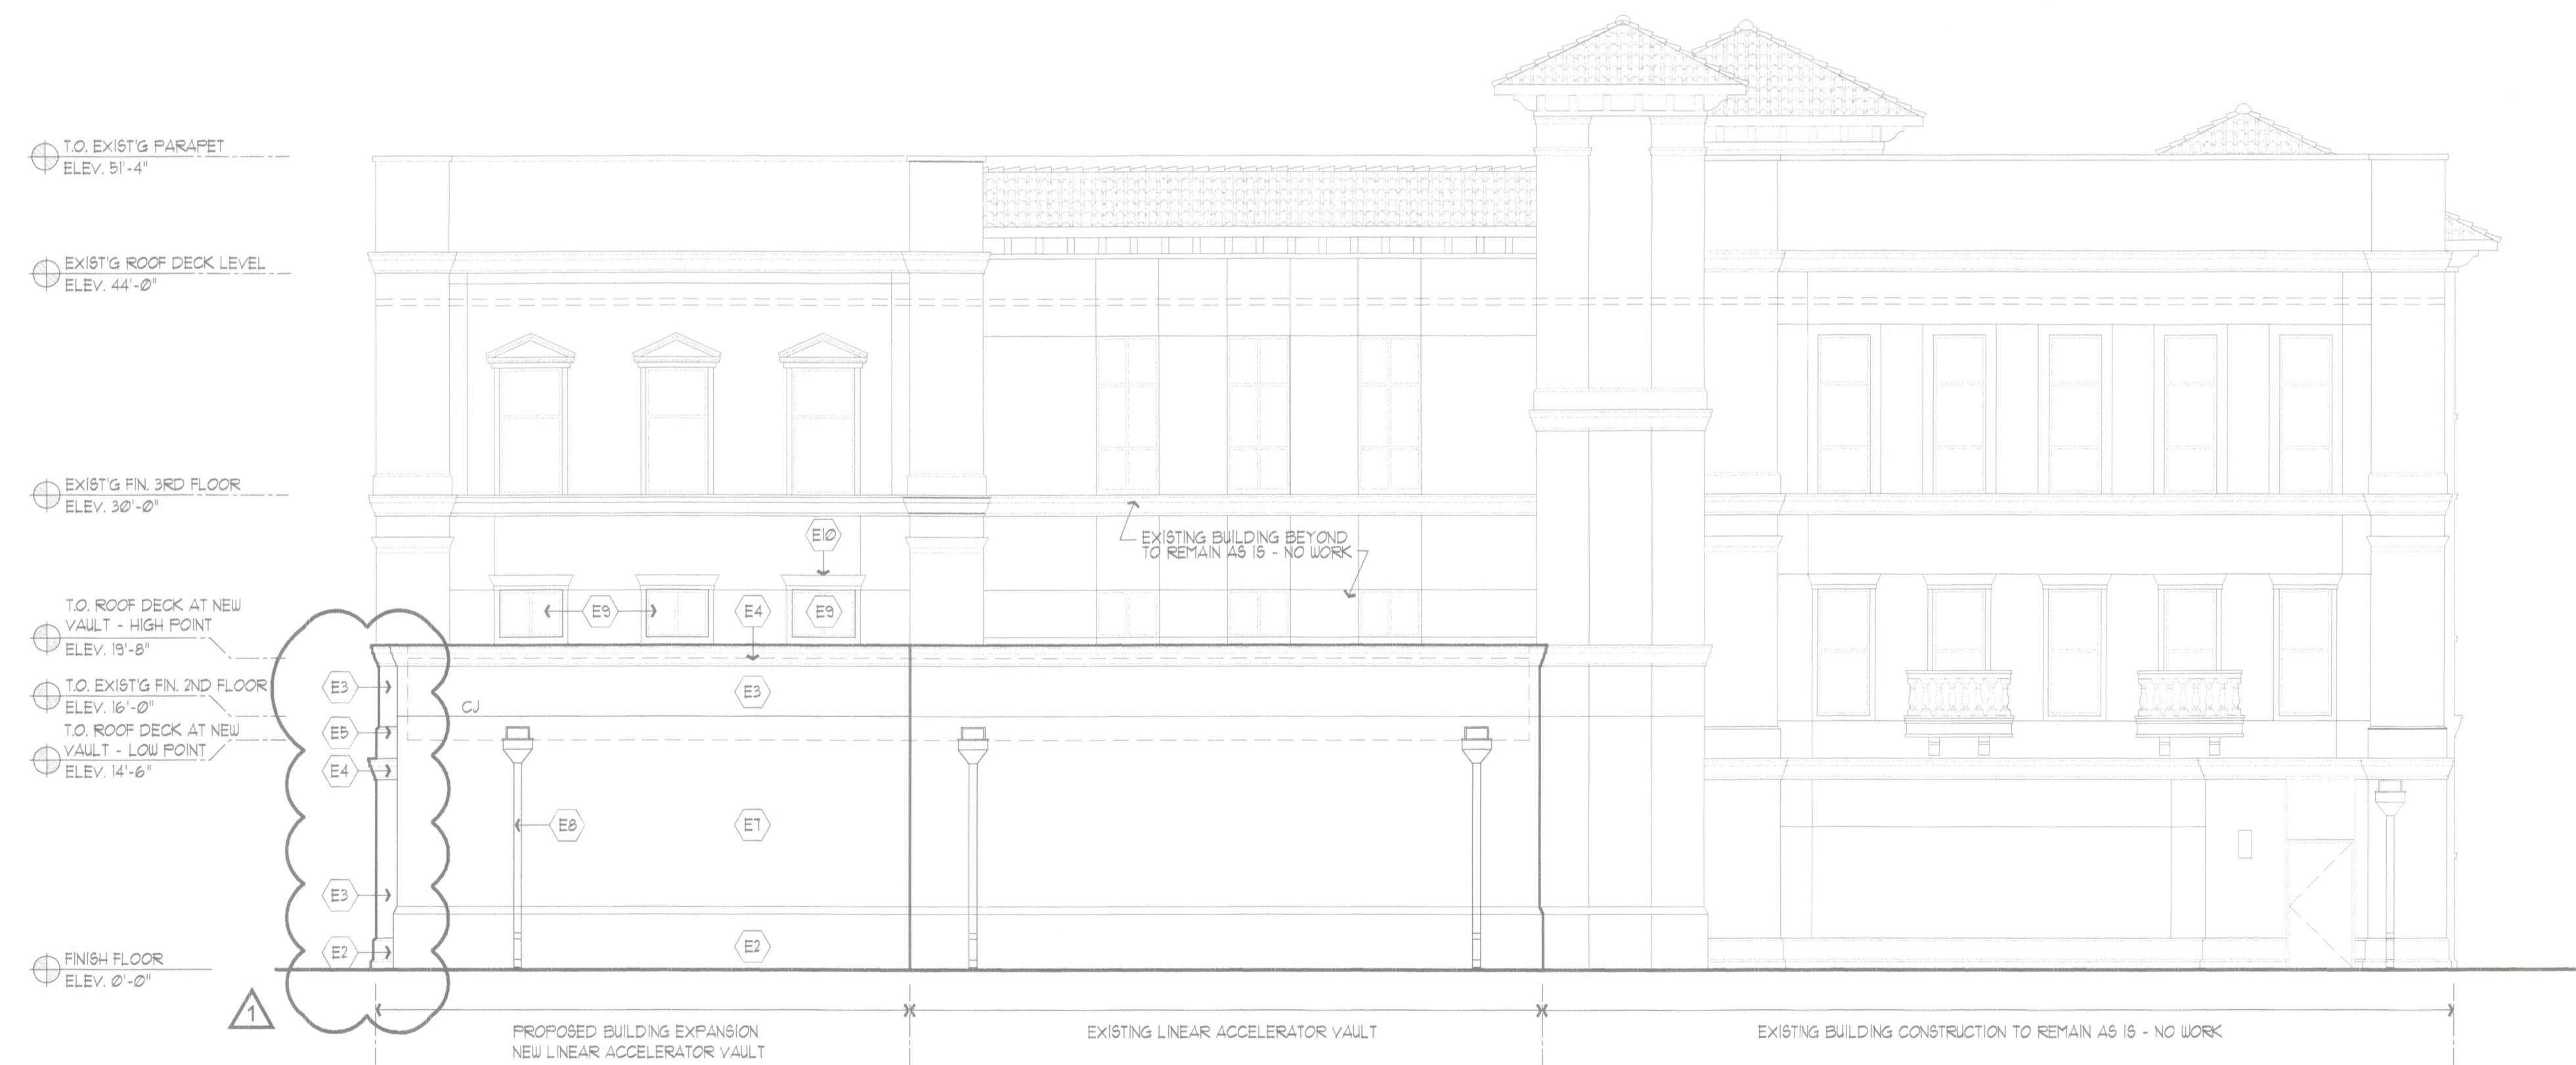 T.O. EXIST'G PARAPET
ELEV. 51'-4"
EXIST'G ROOF DECK LEVEL
ELEV. 44'-0"
EXIST'G FIN. 3RD FLOOR
ELEV. 30'-0"
E10
EXISTING BUILDING BEYOND
TO REMAIN AS IS - NO WORK
T.O. ROOF DECK AT NEW
VAULT - HIGH POINT
ELEV. 19'-8"
E9
E4
E9
T.O. EXIST'G FIN. 2ND FLOOR
ELEV. 16'-0"
E3
E3
CJ
T.O. ROOF DECK AT NEW
VAULT - LOW POINT
ELEV. 14'-6"
E5
E4
E8
E7
E3
E2
E2
FINISH FLOOR
ELEV. 0'-0"
1
PROPOSED BUILDING EXPANSION
NEW LINEAR ACCELERATOR VAULT
EXISTING LINEAR ACCELERATOR VAULT
EXISTING BUILDING CONSTRUCTION TO REMAIN AS IS - NO WORK